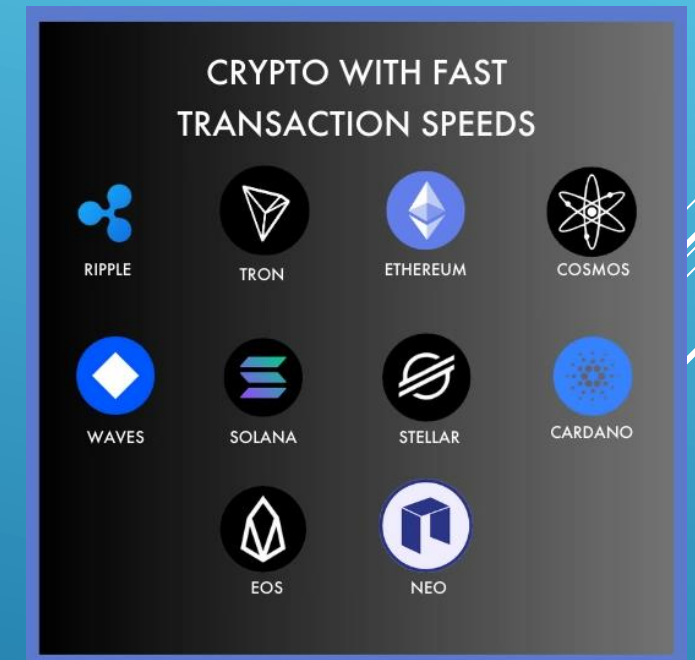 CRYPTO WITH FAST
TRANSACTION SPEEDS
RIPPLE
TRON
ETHEREUM
COSMOS
WAVES
SOLANA
STELLAR
CARDANO
EOS
NEO